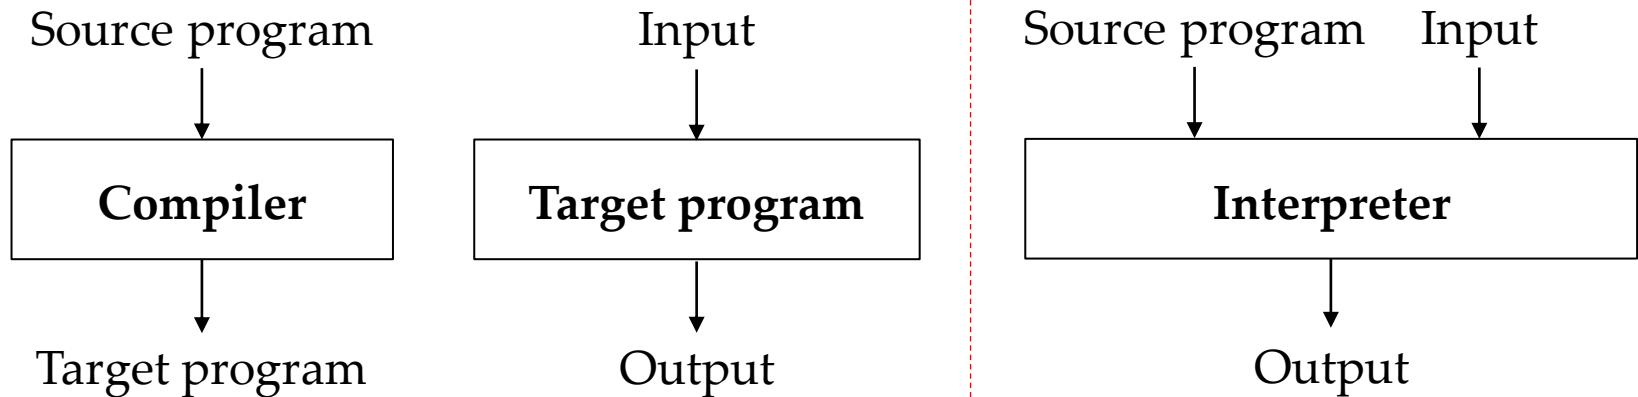 Source program
Compiler
Target program
Input
Target program
Output
Source program Input
Interpreter
Output